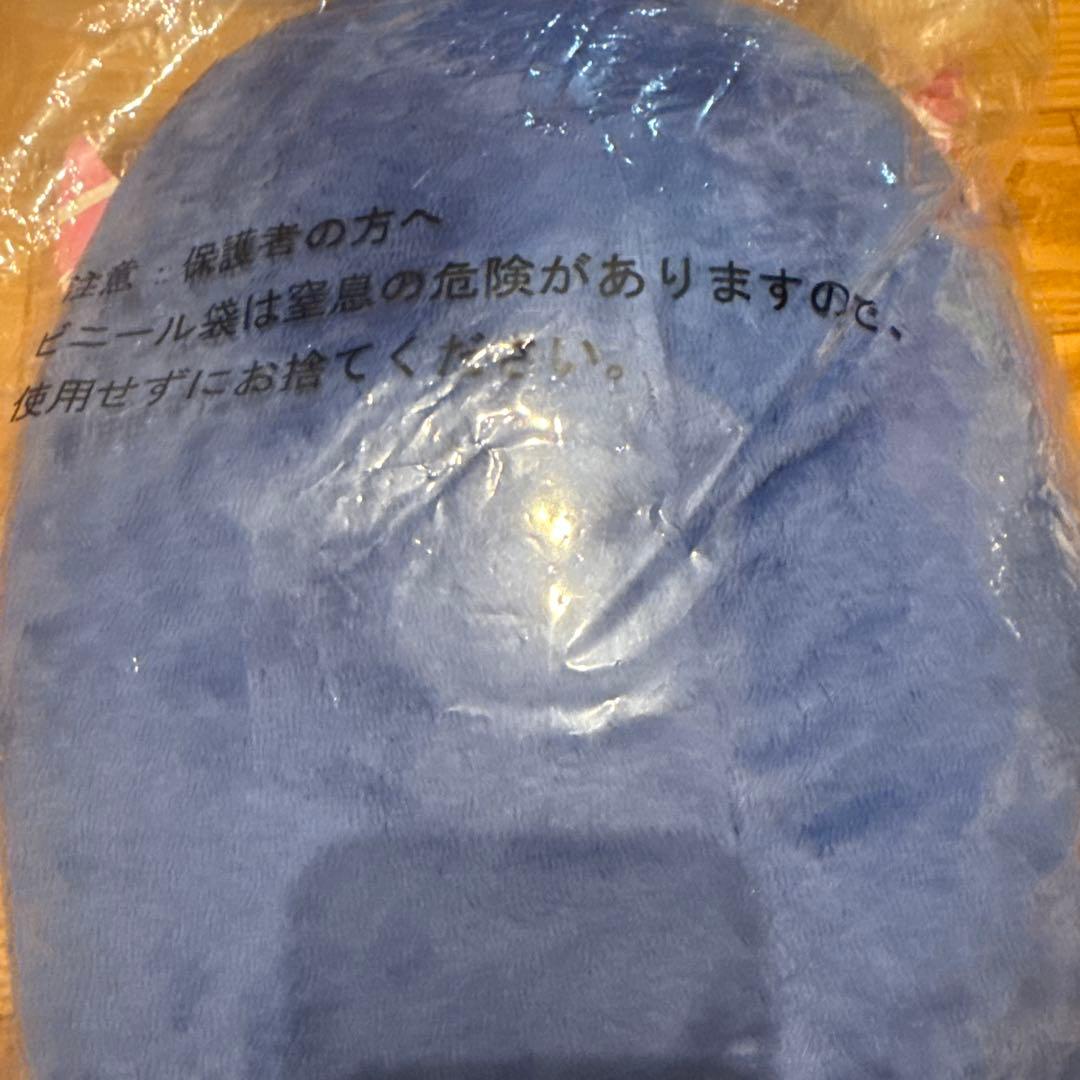 注意：保護者の方へ
ビニール袋は窒息の危険がありますので、
使用せずにお捨てください。